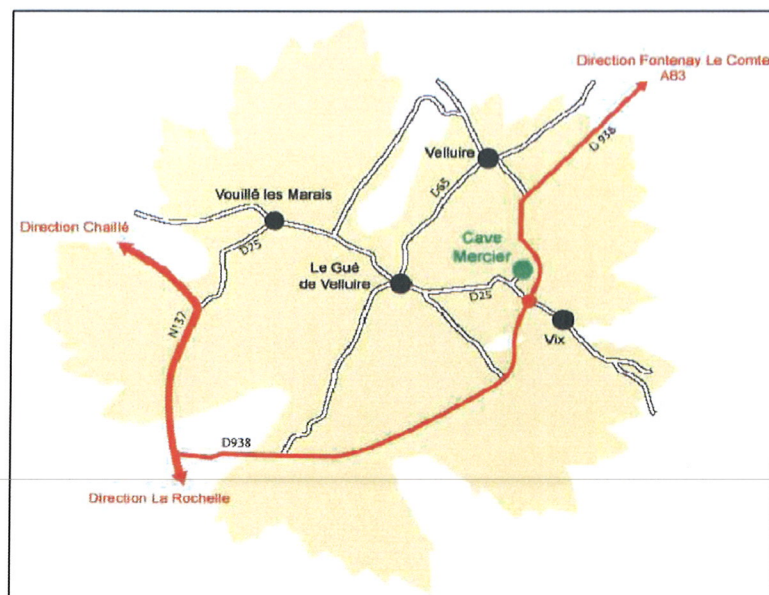 Direction Fontenay Le Comte
A83
D 938
Velluire
D65
Vouillé les Marais
Direction Chaillé
D25
Cave
Mercier
Le Gué
de Velluire
D25
N137
Vix
D938
Direction La Rochelle